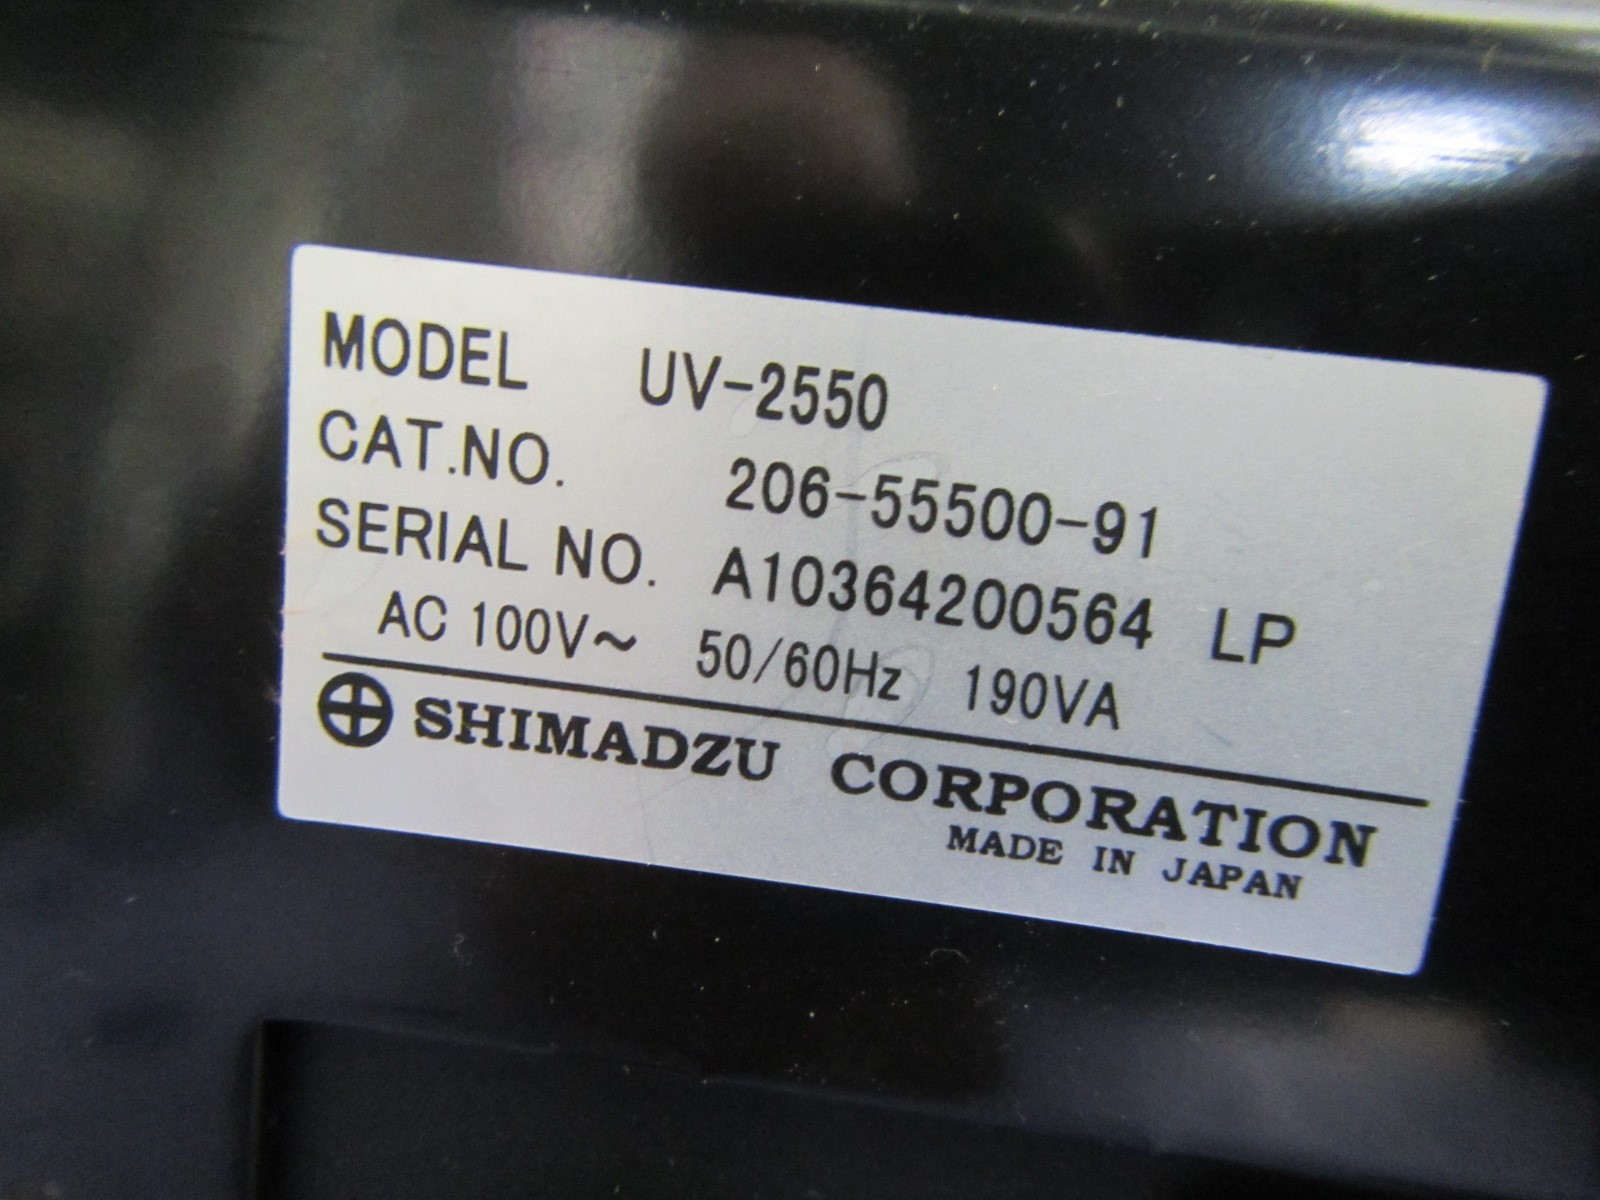 MODEL UV-2550
CAT.NO. 206-55500-91
SERIAL NO. A10364200564 LP
AC 100V~ 50/60Hz 190VA
SHIMADZU CORPORATION
MADE IN JAPAN